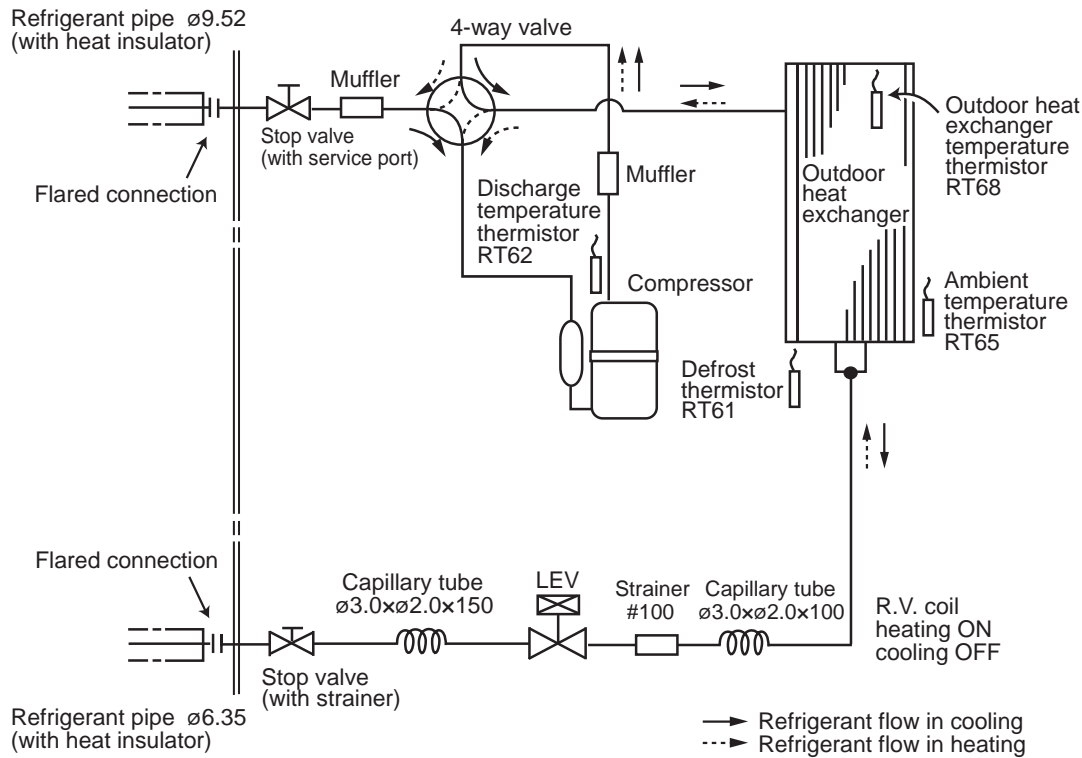 Refrigerant pipe ø9.52
(with heat insulator)
4-way valve
Muffler
Stop valve
(with service port)
Flared connection
Discharge
temperature
thermistor
RT62
Muffler
Compressor
Outdoor
heat
exchanger
Outdoor heat
exchanger
temperature
thermistor
RT68
Ambient
temperature
thermistor
RT65
Defrost
thermistor
RT61
Flared connection
Capillary tube
ø3.0×ø2.0×150
LEV
Strainer
#100
Capillary tube
ø3.0×ø2.0×100
R.V. coil
heating ON
cooling OFF
Stop valve
(with strainer)
Refrigerant pipe ø6.35
(with heat insulator)
Refrigerant flow in cooling
Refrigerant flow in heating